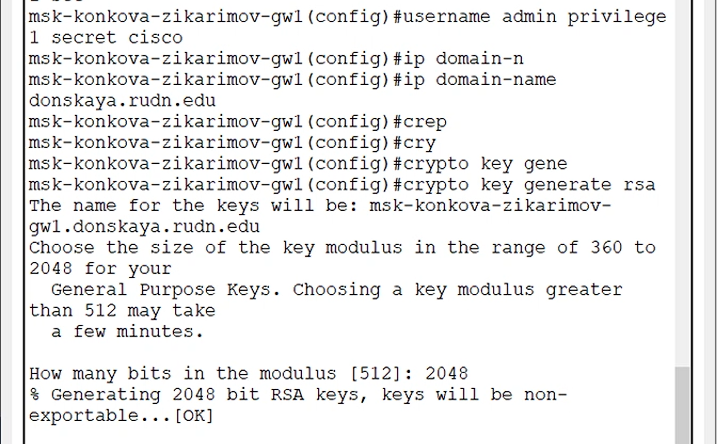 msk-konkova-zikarimov-gw1(config)#username admin privilege
1 secret cisco
msk-konkova-zikarimov-gw1(config)#ip domain-n
msk-konkova-zikarimov-gw1(config)#ip domain-name
donskaya.rudn.edu
msk-konkova-zikarimov-gw1(config)#crep
msk-konkova-zikarimov-gw1(config)#cry
msk-konkova-zikarimov-gw1(config)#crypto key gene
msk-konkova-zikarimov-gw1(config)#crypto key generate rsa
The name for the keys will be: msk-konkova-zikarimov-
gw1.donskaya.rudn.edu
Choose the size of the key modulus in the range of 360 to
2048 for your
General Purpose Keys. Choosing a key modulus greater
than 512 may take
a few minutes.
How many bits in the modulus [512]: 2048
% Generating 2048 bit RSA keys, keys will be non-
exportable...[OK]